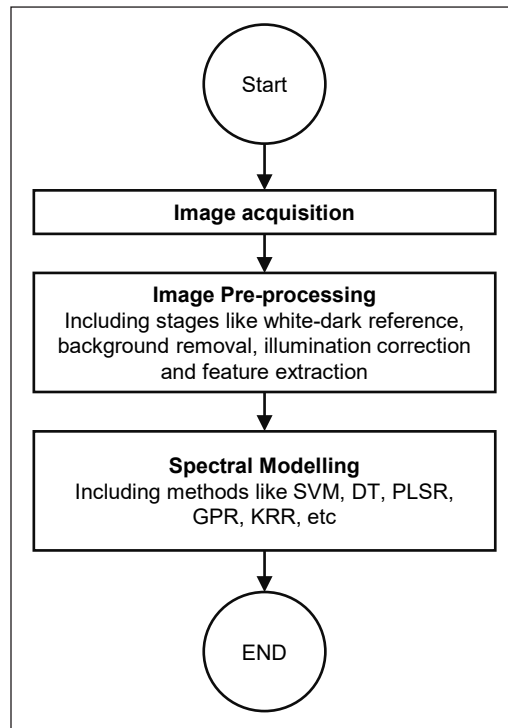 Start
Image acquisition
Image Pre-processing
Including stages like white-dark reference,
background removal, illumination correction
and feature extraction
Spectral Modelling
Including methods like SVM, DT, PLSR,
GPR, KRR, etc
END